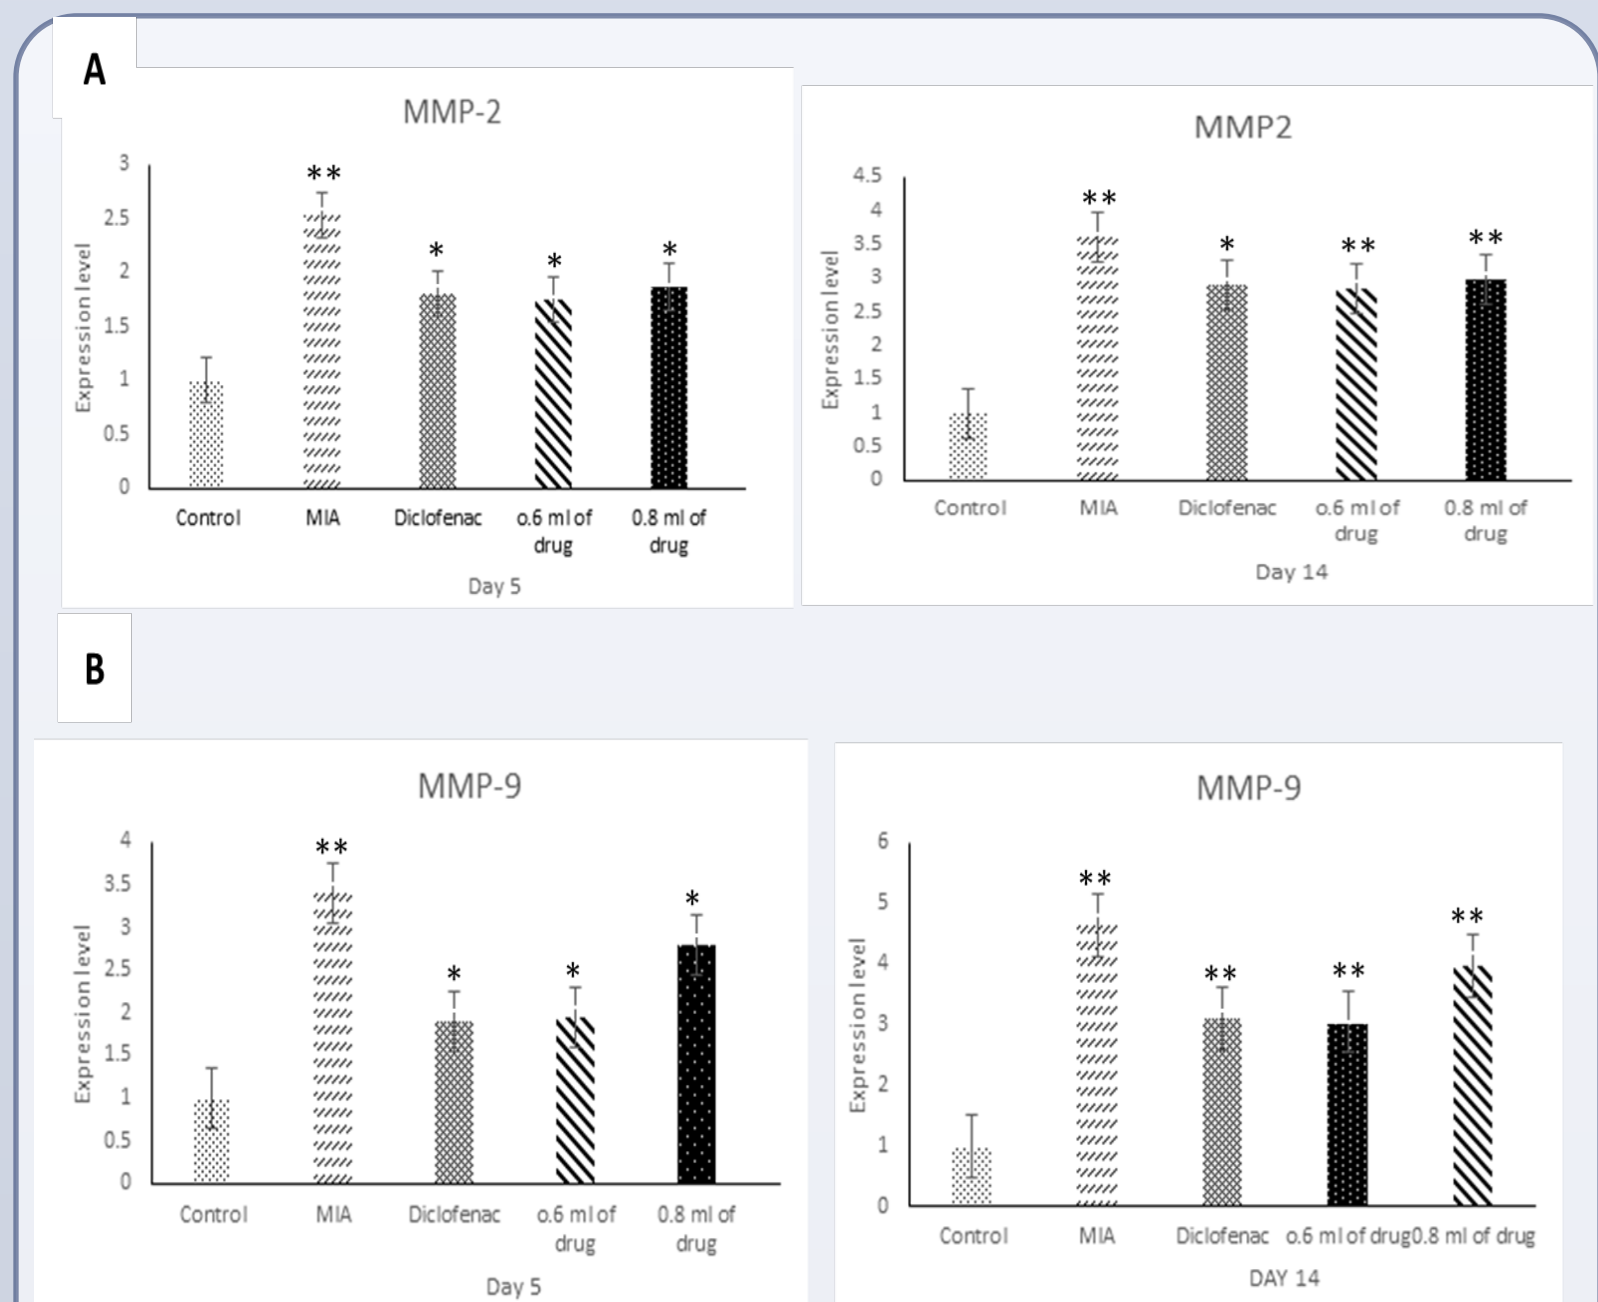 A
MMP-2
**
*
*
*
3
2.5
2
1.5
1
0.5
0
Expression level
Control
MIA
Diclofenac
o.6 ml of
drug
0.8 ml of
drug
Day 5
MMP2
**
*
**
**
4.5
4
3.5
3
2.5
2
1.5
1
0.5
0
Expression level
Control
MIA
Diclofenac
o.6 ml of
drug
0.8 ml of
drug
Day 14
B
MMP-9
**
*
*
*
4
3.5
3
2.5
2
1.5
1
0.5
0
Expression level
Control
MIA
Diclofenac
o.6 ml of
drug
0.8 ml of
drug
Day 5
MMP-9
**
**
**
**
6
5
4
3
2
1
0
Expression level
Control
MIA
Diclofenac
o.6 ml of drug
0.8 ml of drug
DAY 14